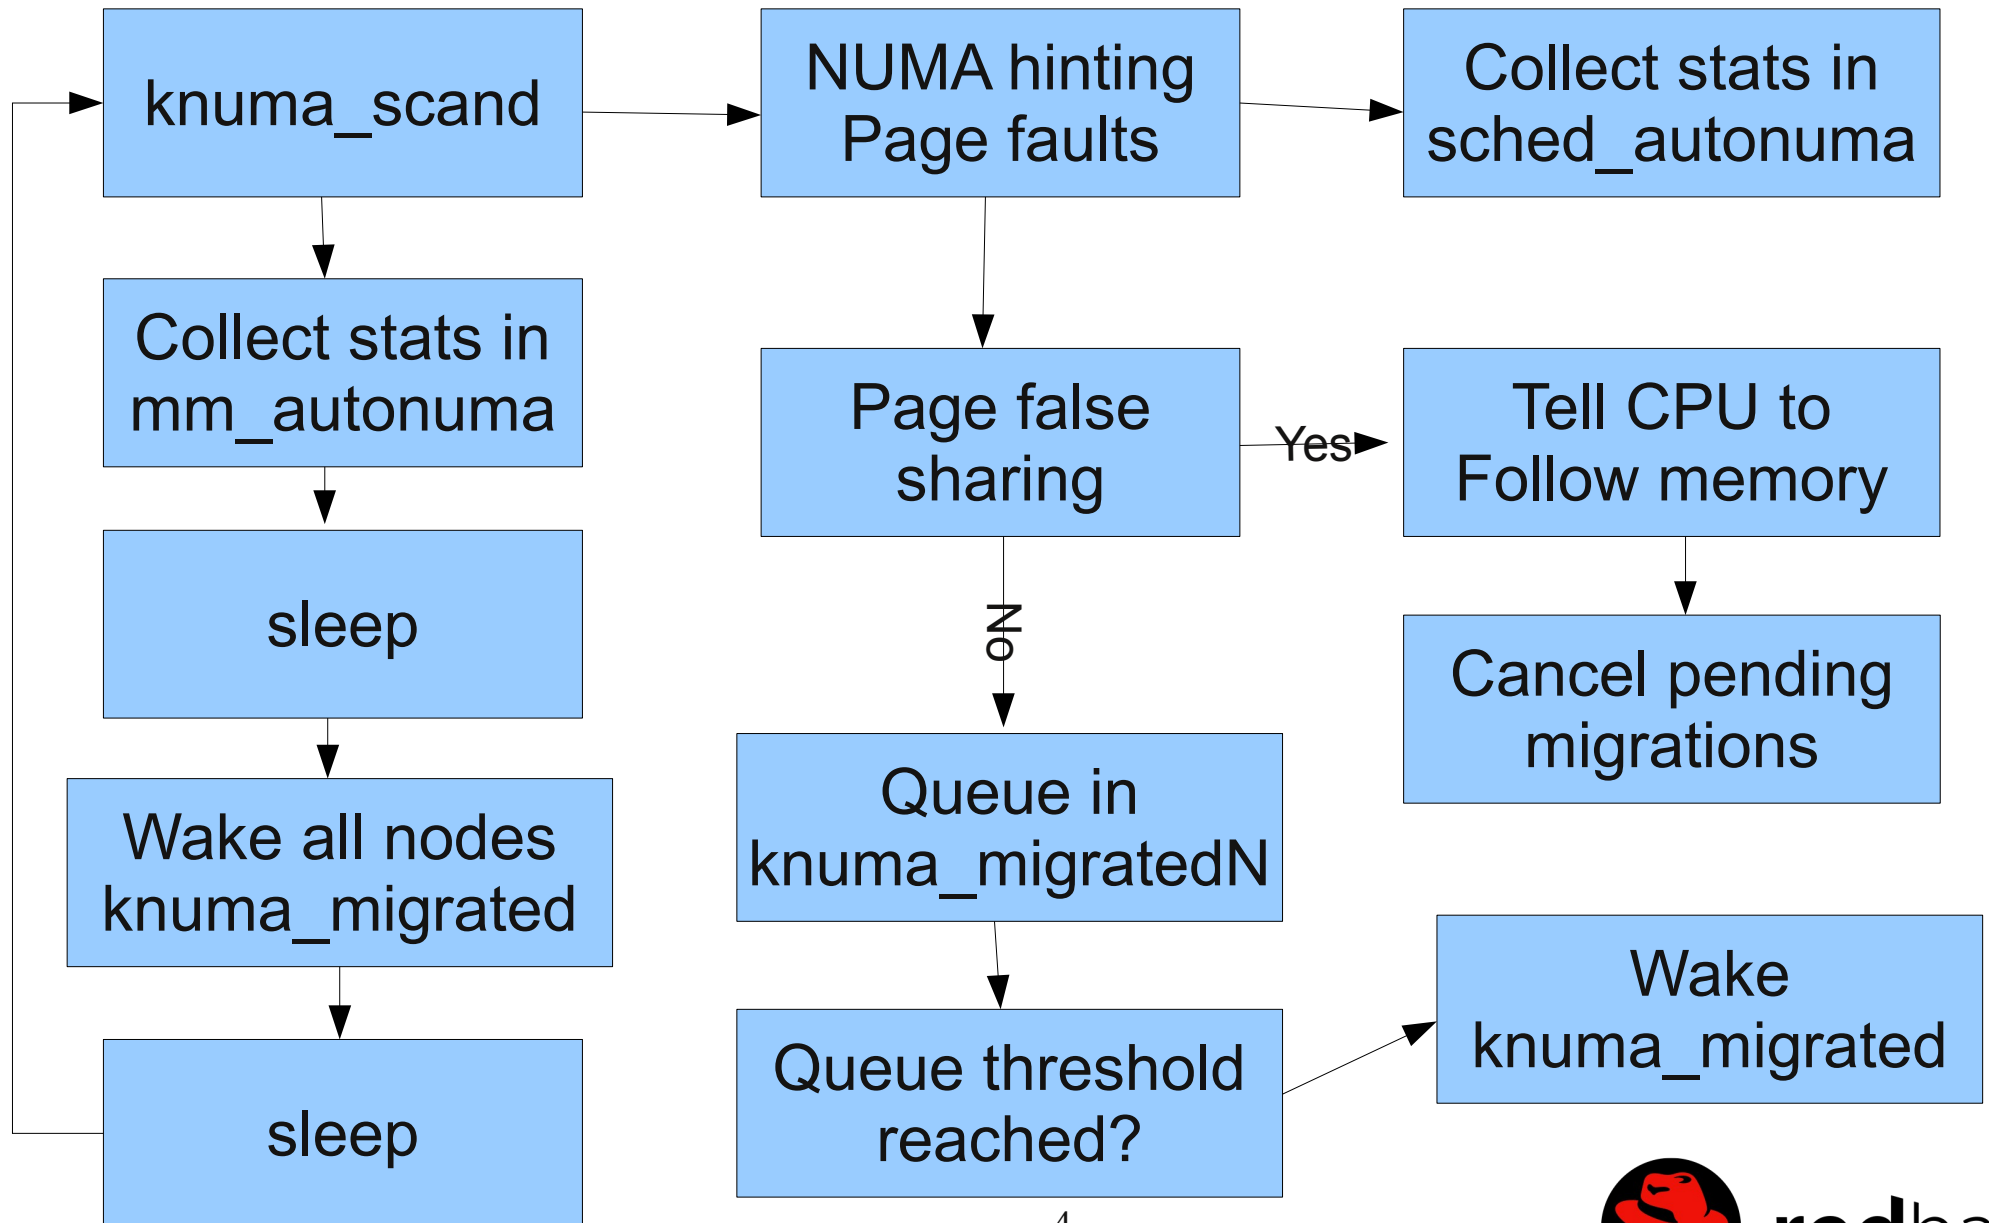 knuma_scand
NUMA hinting
Page faults
Collect stats in
sched_autonuma
Collect stats in
mm_autonuma
Page false
sharing
Yes
Tell CPU to
Follow memory
sleep
No
Cancel pending
migrations
Wake all nodes
knuma_migrated
Queue in
knuma_migratedN
Wake
knuma_migrated
Queue threshold
reached?
sleep